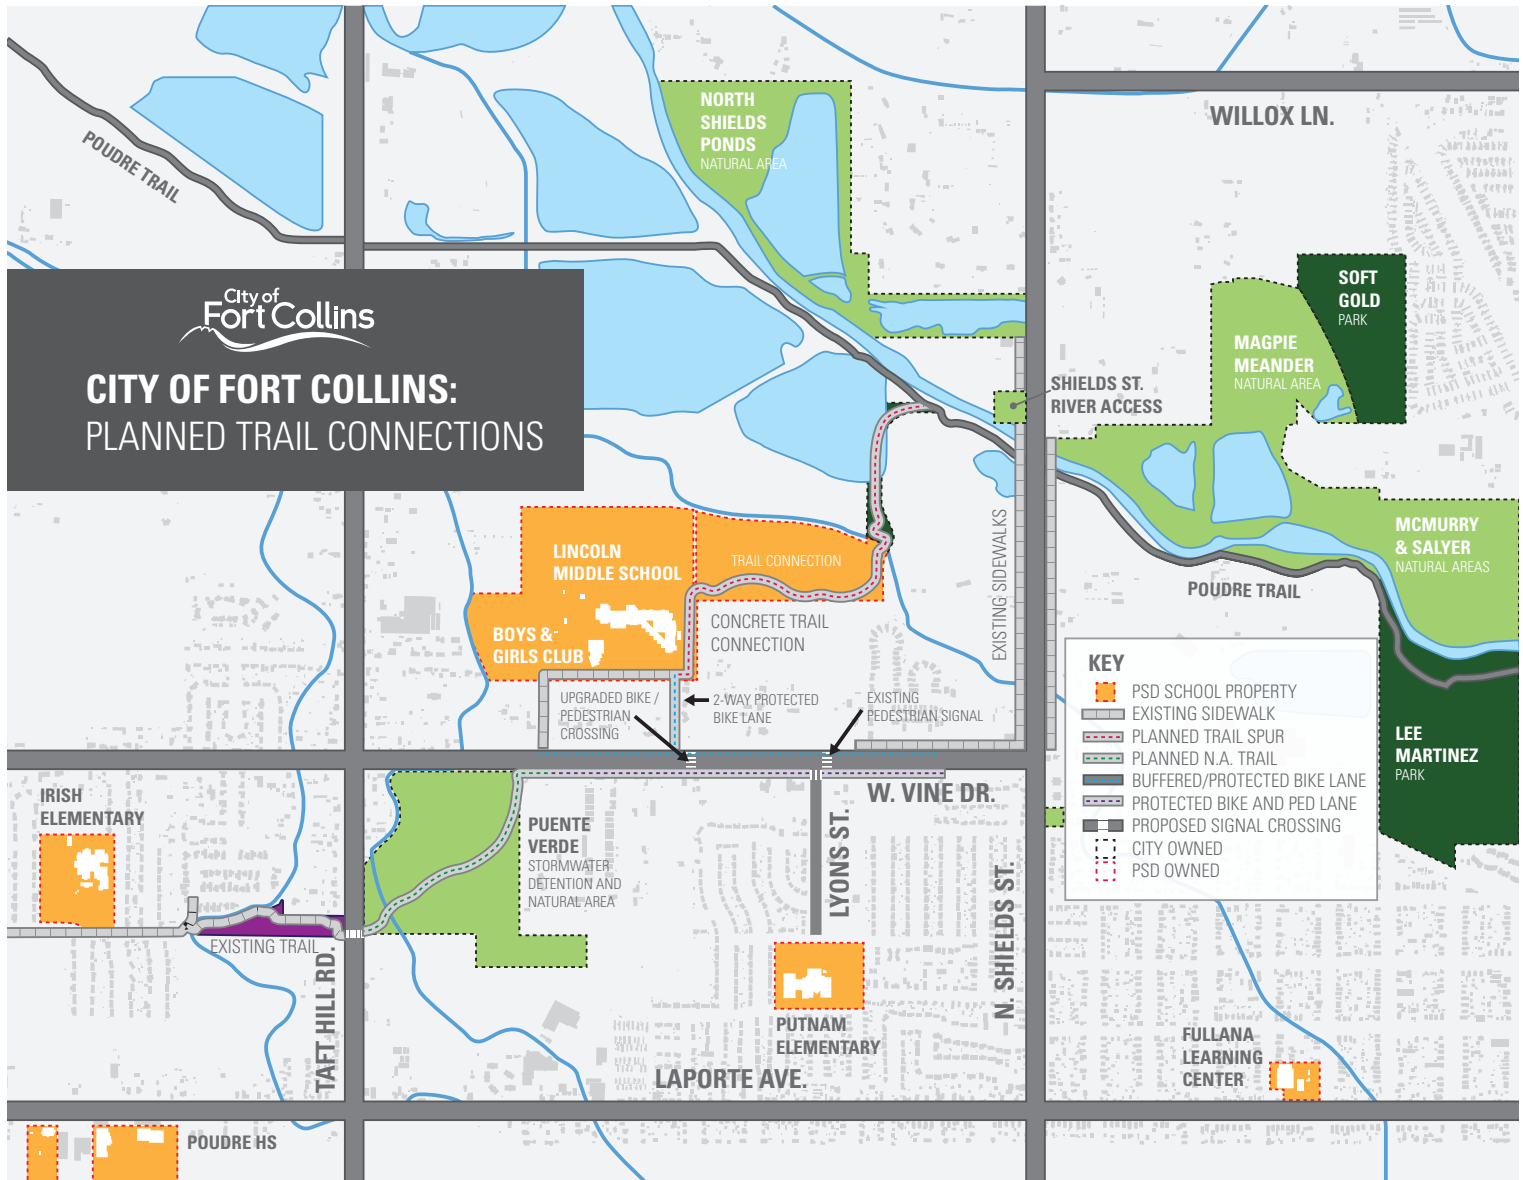 NORTH
SHIELDS
PONDS
NATURAL AREA
WILLOX LN.
POUDRE TRAIL
City of
Fort Collins
CITY OF FORT COLLINS:
PLANNED TRAIL CONNECTIONS
SOFT
GOLD
PARK
MAGPIE
MEANDER
NATURAL AREA
SHIELDS ST.
RIVER ACCESS
MCMURRY
& SALYER
NATURAL AREAS
POUDRE TRAIL
LINCOLN
MIDDLE SCHOOL
TRAIL CONNECTION
BOYS &
GIRLS CLUB
CONCRETE TRAIL
CONNECTION
EXISTING SIDEWALKS
UPGRADED BIKE /
PEDESTRIAN
CROSSING
2-WAY PROTECTED
BIKE LANE
EXISTING
PEDESTRIAN SIGNAL
KEY
PSD SCHOOL PROPERTY
EXISTING SIDEWALK
PLANNED TRAIL SPUR
PLANNED N.A. TRAIL
BUFFERED/PROTECTED BIKE LANE
PROTECTED BIKE AND PED LANE
PROPOSED SIGNAL CROSSING
CITY OWNED
PSD OWNED
LEE
MARTINEZ
PARK
W. VINE DR.
IRISH
ELEMENTARY
PUENTE
VERDE
STORMWATER
DETENTION AND
NATURAL AREA
LYONS ST.
N. SHIELDS ST.
EXISTING TRAIL
TAFT HILL RD.
PUTNAM
ELEMENTARY
LAPORTE AVE.
FULLANA
LEARNING
CENTER
POUDRE HS